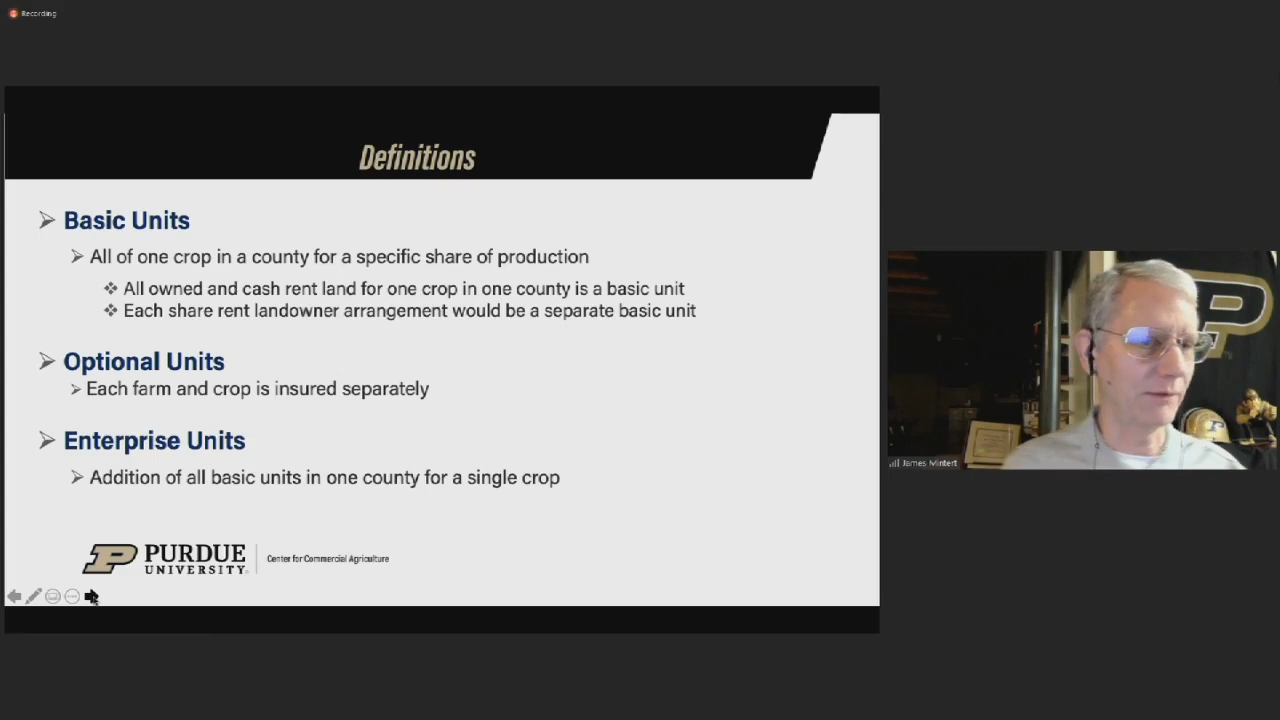 Recording
Definitions
Basic Units
All of one crop in a county for a specific share of production
All owned and cash rent land for one crop in one county is a basic unit
Each share rent landowner arrangement would be a separate basic unit
Optional Units
Each farm and crop is insured separately
Enterprise Units
Addition of all basic units in one county for a single crop
P PURDUE
UNIVERSITY.
Center for Commercial Agriculture
P
James Mintert